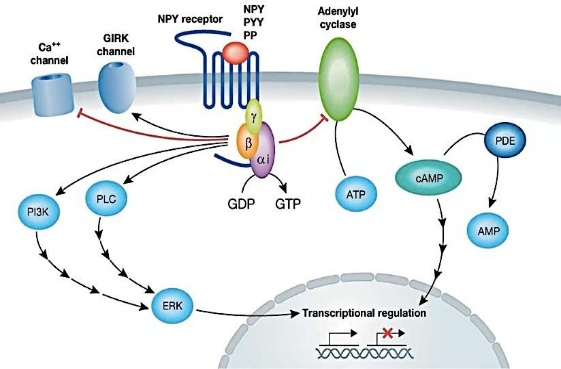 NPY receptor
NPY
PYY
PP
Adenylyl
cyclase
Ca++
channel
GIRK
channel
γ
β
αi
PDE
cAMP
PI3K
PLC
GDP
GTP
ATP
AMP
ERK
Transcriptional regulation